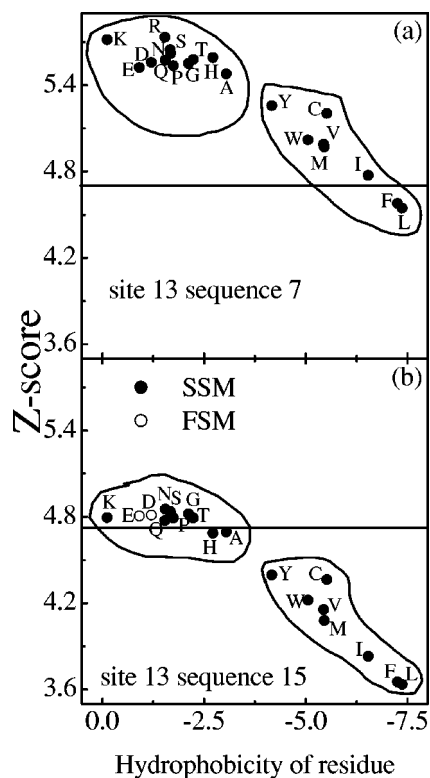 (a)
R
K
N
S
T
D
E
Q
P
G
H
A
5.6
Y
C
W
V
M
I
4.8
F
L
4.2
site 13 sequence 7
3.6
Z-score
(b)
SSM
FSM
5.4
K
N
S
G
D
E
4.8
Q
P
T
H
A
Y
C
4.2
W
V
M
I
F
L
3.6
site 13 sequence 15
0.0
-2.5
-5.0
-7.5
Hydrophobicity of residue